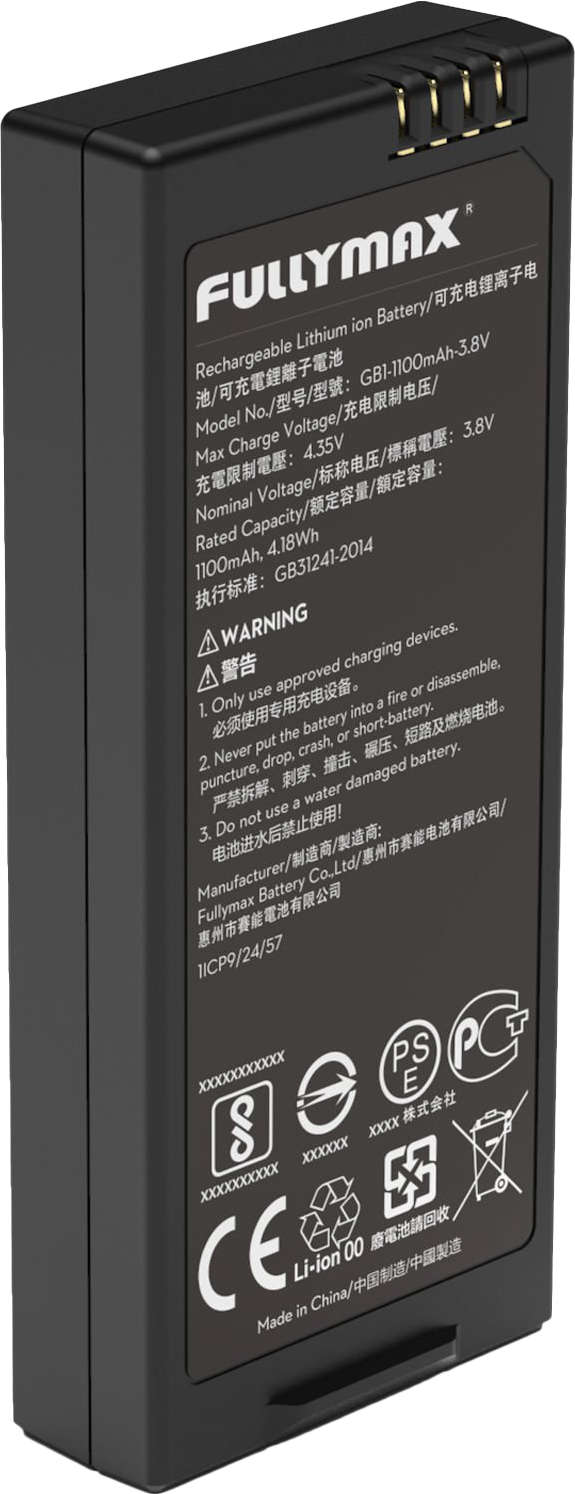 FULLYMAX®
Rechargeable Lithium ion Battery/可充电锂离子电
池/可充電鋰離子電池
Model No./型号/型號：GB1-1100mAh-3.8V
Max Charge Voltage/充电限制电压/
充電限制電壓：4.35V
Nominal Voltage/标称电压/標稱電壓：3.8V
Rated Capacity/额定容量/額定容量：
1100mAh, 4.18Wh
执行标准：GB31241-2014
WARNING
警告
1. Only use approved charging devices.
必须使用专用充电设备。
2. Never put the battery into a fire or disassemble,
puncture, drop, crash, or short-battery.
严禁拆解、刺穿、撞击、碾压、短路及燃烧电池。
3. Do not use a water damaged battery.
电池进水后禁止使用！
Manufacturer/制造商/製造商:
Fullymax Battery Co.,Ltd/惠州市赛能电池有限公司/
惠州市賽能電池有限公司
1ICP9/24/57
XXXXXXXXXXX
XXXXXXXXXX
XXXXXX
PS
E
XXXX 株式会社
PCT
CE
Li-ion 00
廢電池請回收
Made in China/中国制造/中國製造